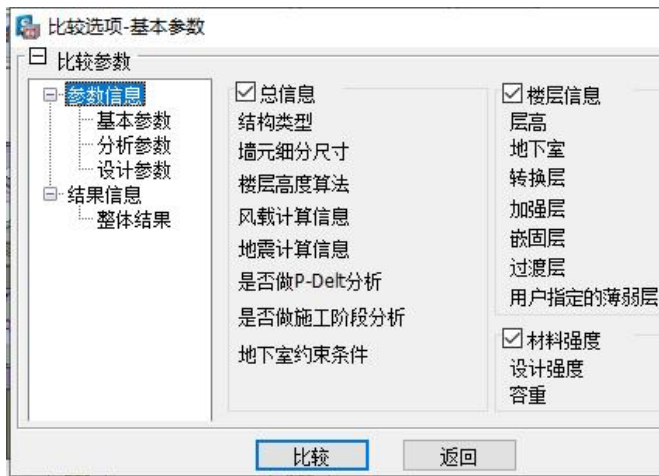 比较选项-基本参数
比较参数
参数信息
基本参数
分析参数
设计参数
结果信息
整体结果
总信息
结构类型
墙元细分尺寸
楼层高度算法
风载计算信息
地震计算信息
是否做P-Delt分析
是否做施工阶段分析
地下室约束条件
楼层信息
层高
地下室
转换层
加强层
嵌固层
过渡层
用户指定的薄弱层
材料强度
设计强度
容重
比较
返回